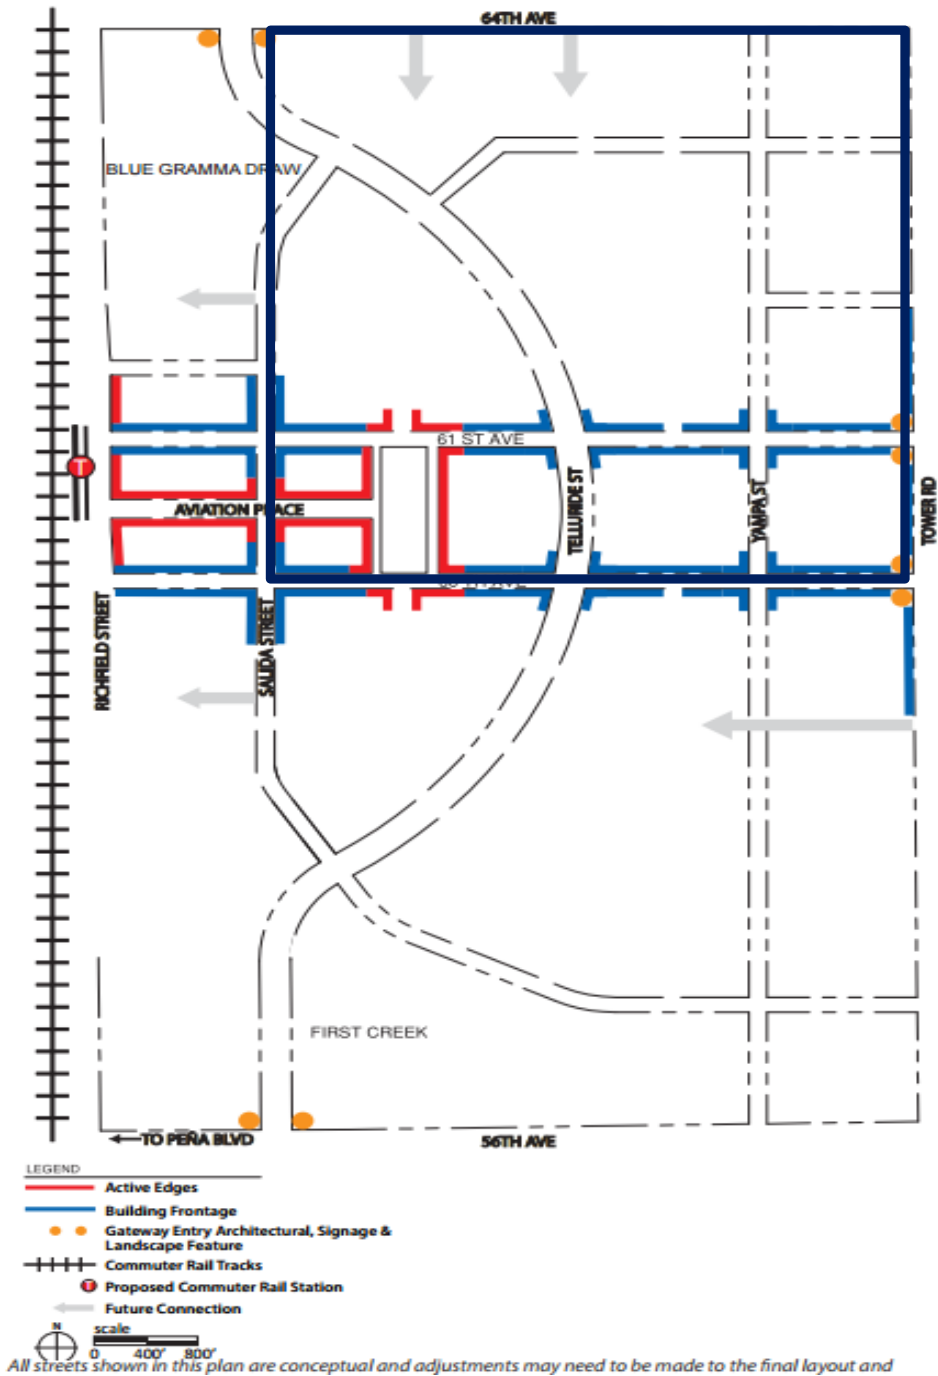 64TH AVE
BLUE GRAMMA DRAW
61 ST AVE
T
AVIATION PLACE
TELLURIDE ST
YAMPA ST
TOWER RD
TH AVE
RICHFIELD STREET
SALIDA STREET
FIRST CREEK
TO PEÑA BLVD
56TH AVE
LEGEND
Active Edges
Building Frontage
Gateway Entry Architectural, Signage &
Landscape Feature
Commuter Rail Tracks
T Proposed Commuter Rail Station
Future Connection
N
scale
0 400' 800'
All streets shown in this plan are conceptual and adjustments may need to be made to the final layout and